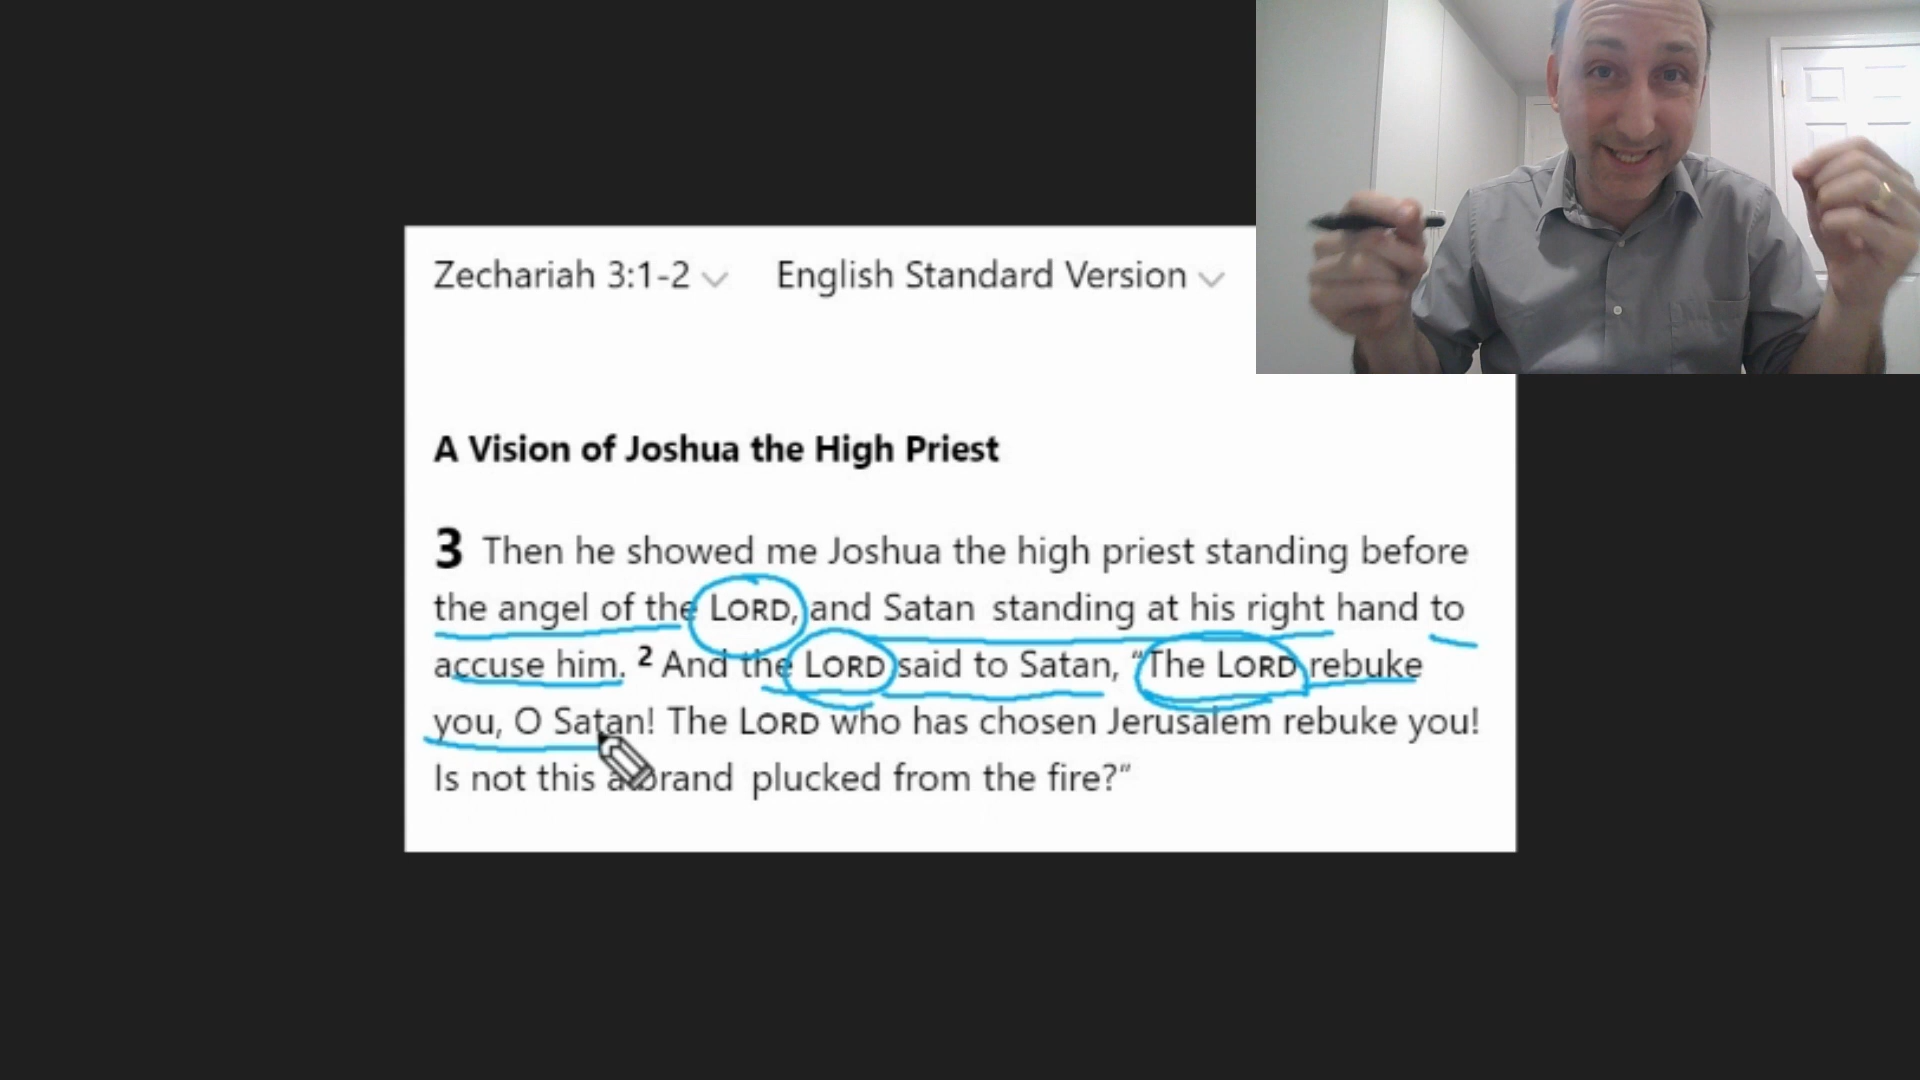 Zechariah 3:1-2 English Standard Version
A Vision of Joshua the High Priest
3 Then he showed me Joshua the high priest standing before
the angel of the LORD, and Satan standing at his right hand to
accuse him. 2 And the LORD said to Satan, “The LORD rebuke
you, O Satan! The LORD who has chosen Jerusalem rebuke you!
Is not this a brand plucked from the fire?”